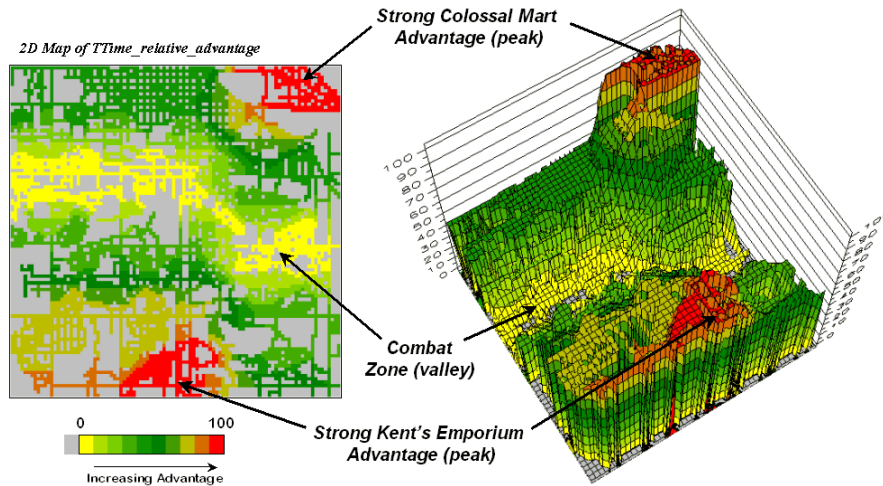 Strong Colossal Mart
Advantage (peak)
2D Map of TTime_relative_advantage
100
90
80
70
60
50
40
30
20
10
Combat
Zone (valley)
0 100
Strong Kent's Emporium
Advantage (peak)
Increasing Advantage